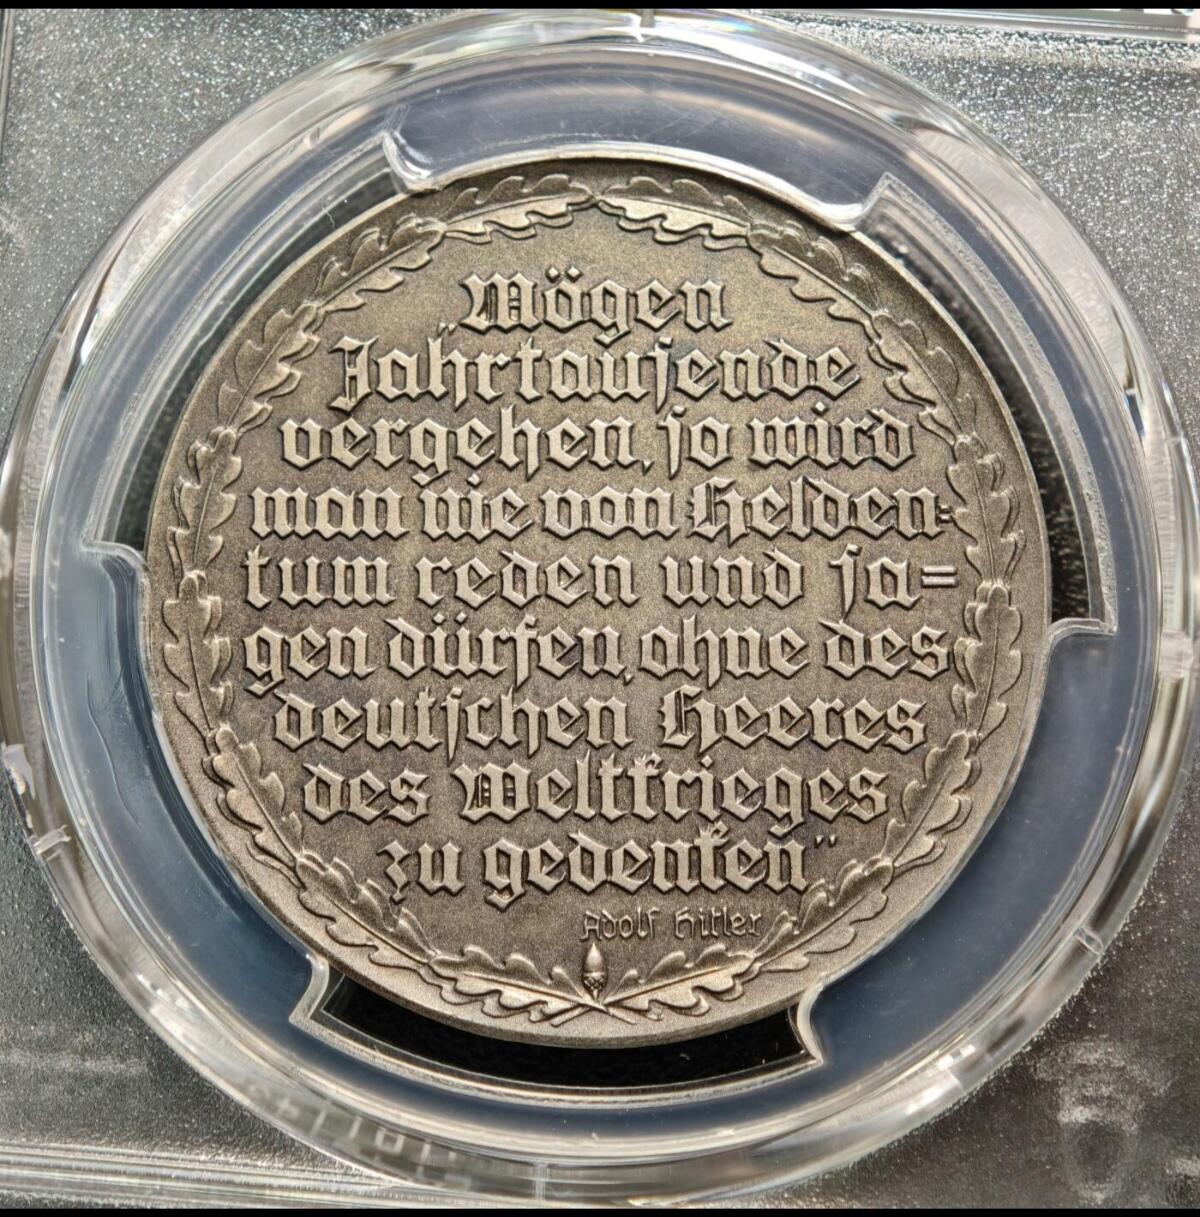 „Mögen
Jahrtausende
vergehen, so wird
man nie von Helden=
tum reden und sa=
gen dürfen, ohne des
deutschen Heeres
des Weltkrieges
zu gedenken"
Adolf Hitler